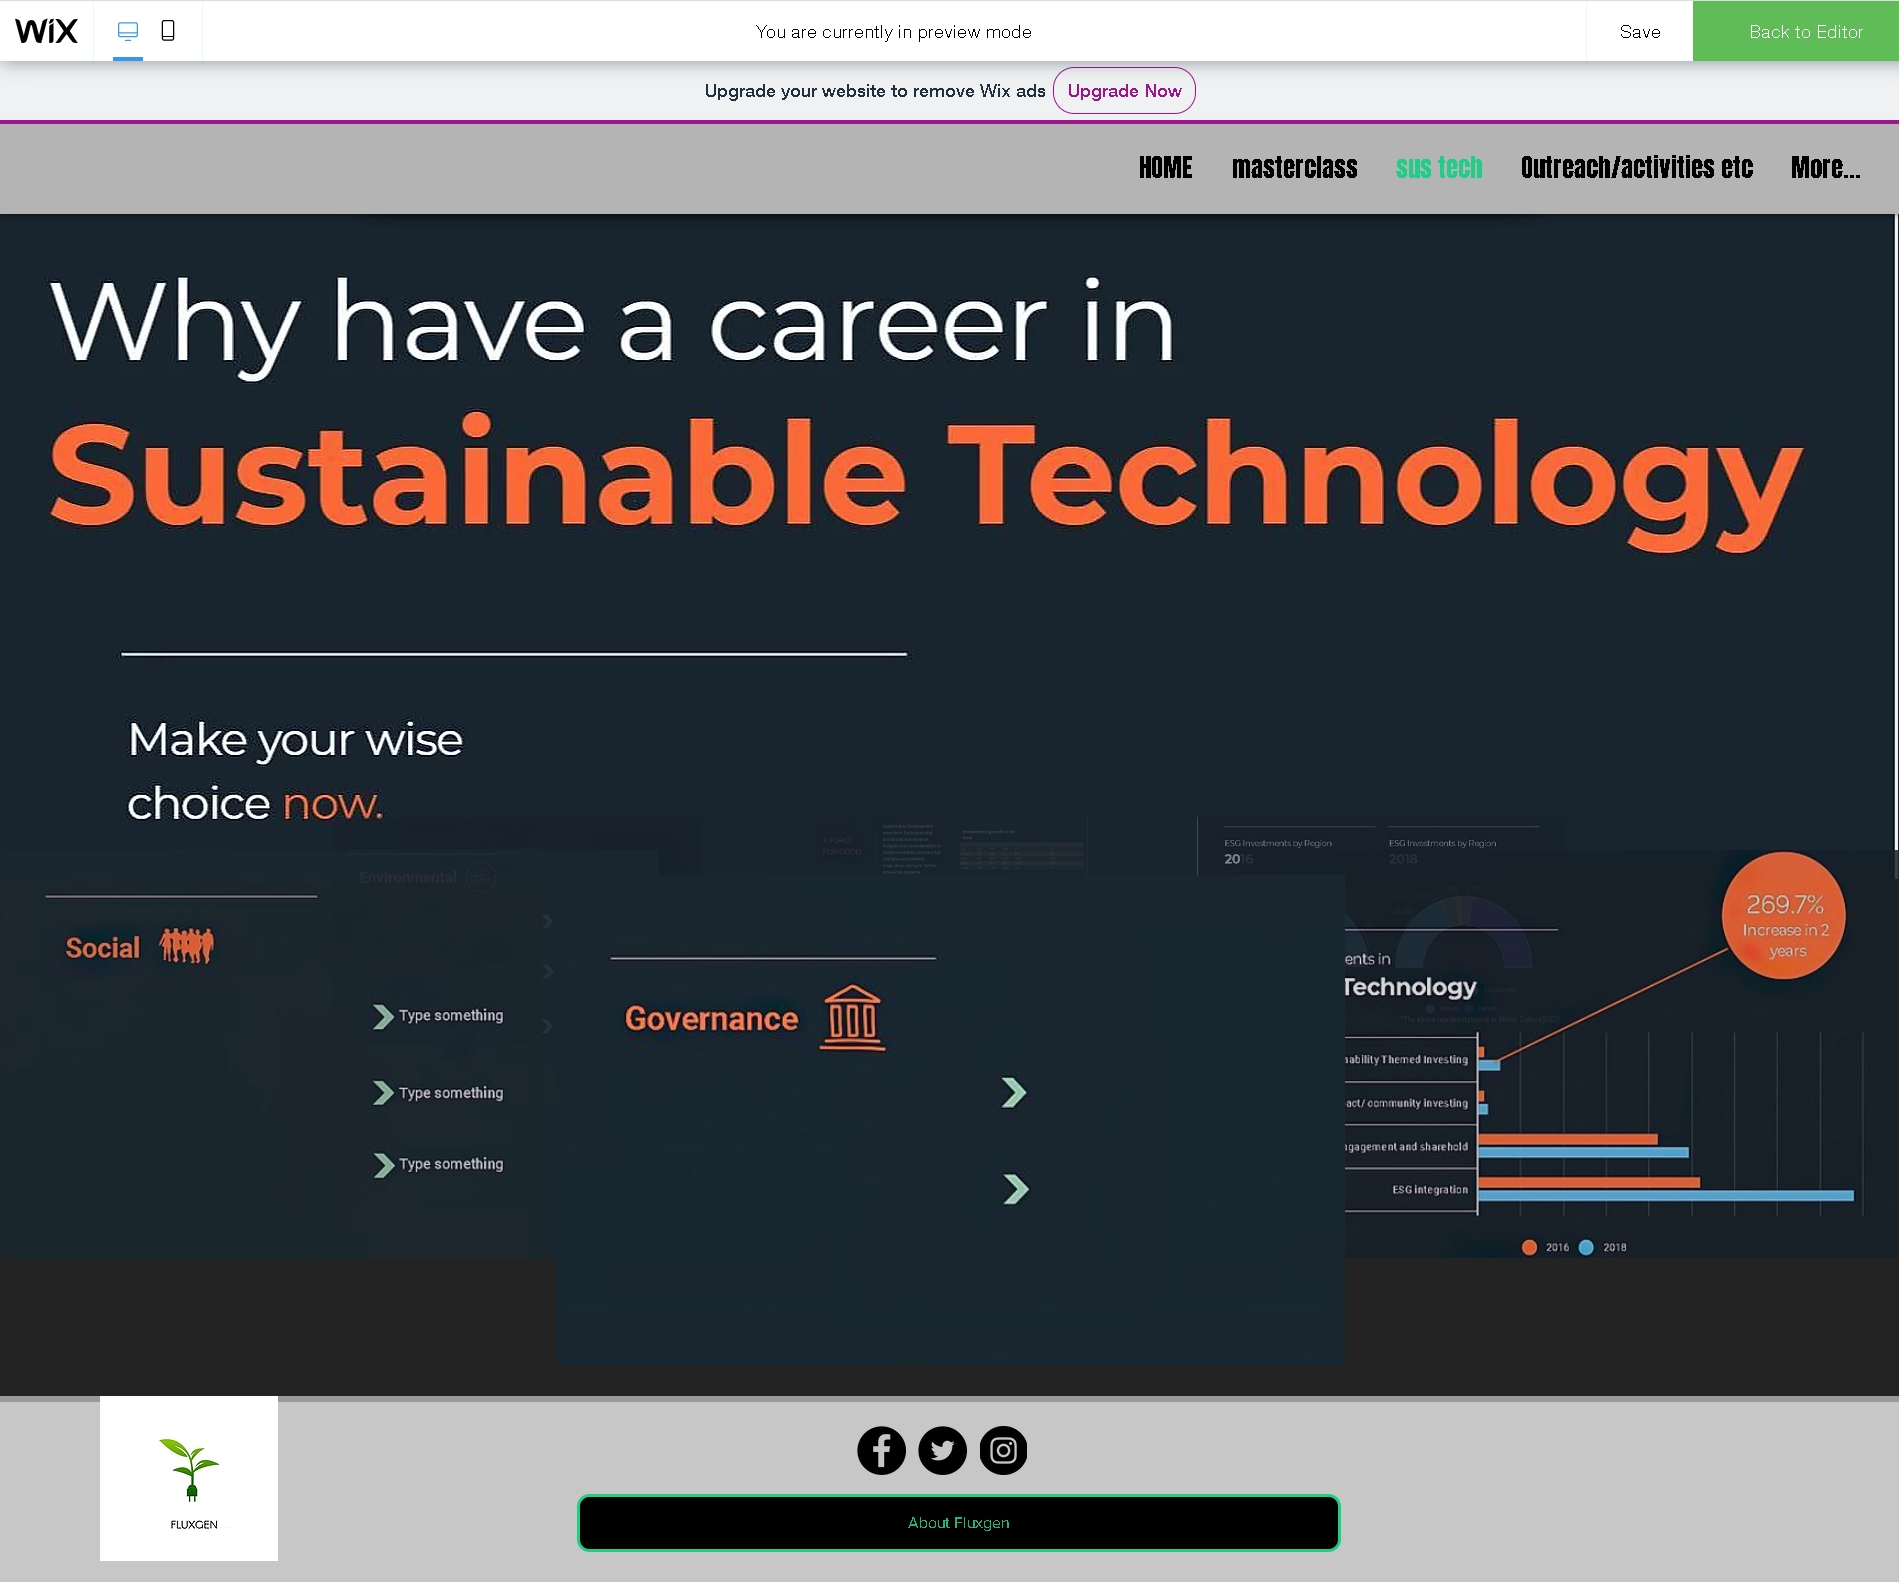 WiX
You are currently in preview mode
Save
Back to Editor
Upgrade your website to remove Wix ads
Upgrade Now
HOME
masterclass
sus tech
Outreach/activities etc
More...
Why have a career in
Sustainable Technology
Make your wise
choice now.
A FORCE
FOR GOOD
ESG Investments by Region
2016
ESG Investments by Region
2018
Environmental
Social
Type something
Type something
Type something
Governance
269.7%
Increase in 2
years
ents in
Technology
Themed Investing
community investing
and sharehold
ESG integration
2016
2018
FLUXGEN
About Fluxgen